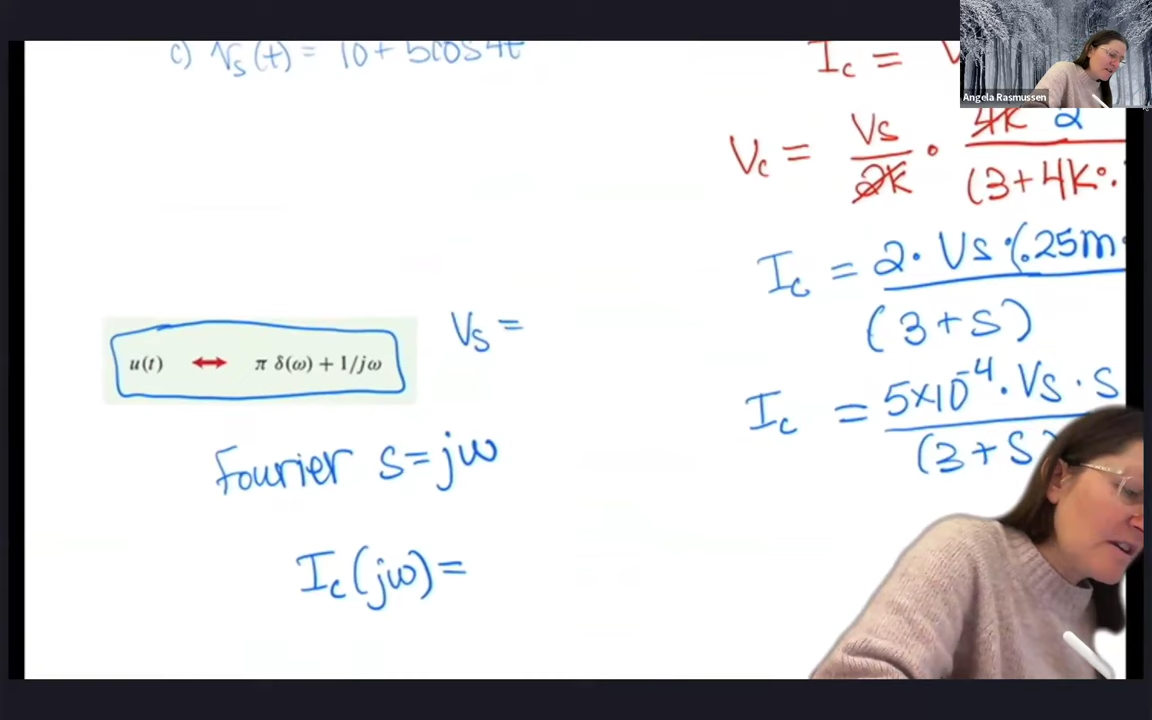 c) Vs(t) = 10 + 5cos4t
Ic =
Angela Rasmussen
Vc = Vs/2k · 4k 2/(3+4k·
Ic = 2 · Vs · (.25m ·/(3+s)
u(t) ↔ π δ(ω) + 1/jω
Vs =
Ic = 5×10⁻⁴ · Vs · s/(3+s)
Fourier s=jω
Ic(jω) =